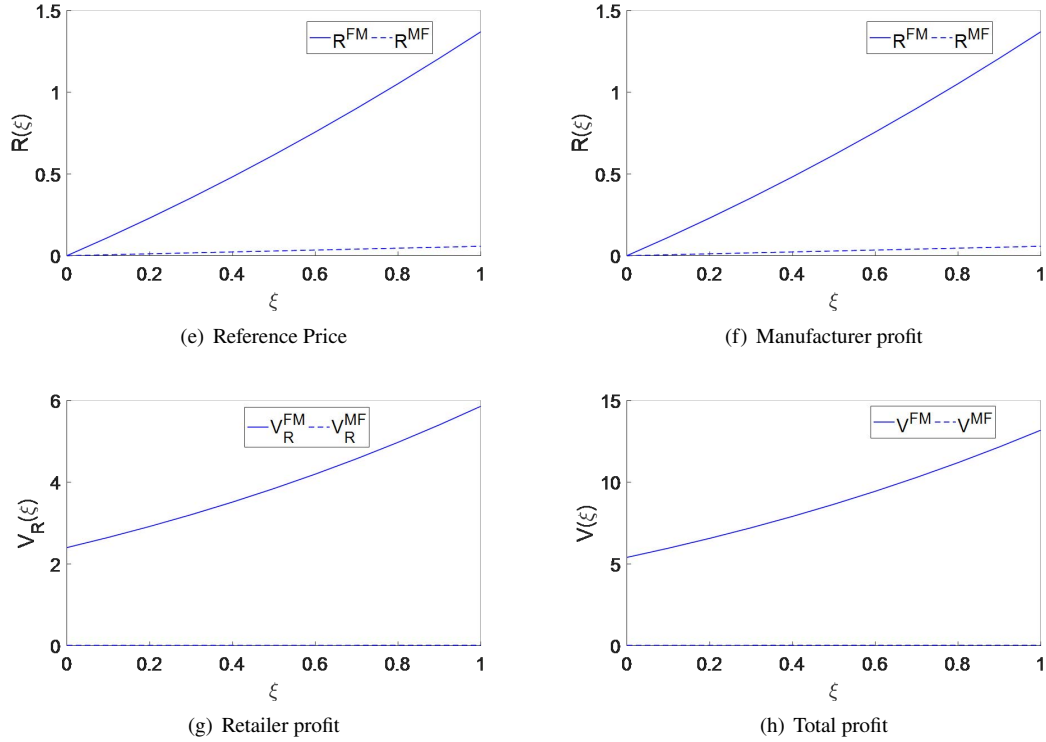 1.5
R^FM R^MF
1
R(ξ)
0.5
0
0 0.2 0.4 0.6 0.8 1
ξ
(e) Reference Price
1.5
R^FM R^MF
1
R(ξ)
0.5
0
0 0.2 0.4 0.6 0.8 1
ξ
(f) Manufacturer profit
6
V_R^FM V_R^MF
4
V_R(ξ)
2
0
0 0.2 0.4 0.6 0.8 1
ξ
(g) Retailer profit
15
V^FM V^MF
10
V(ξ)
5
0
0 0.2 0.4 0.6 0.8 1
ξ
(h) Total profit